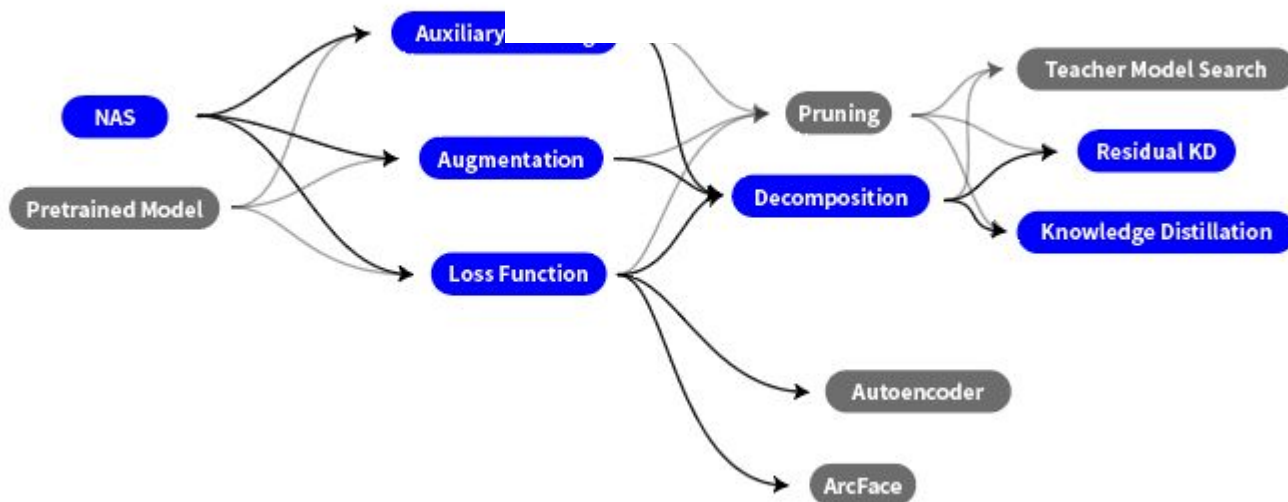 Auxiliary
NAS
Pretrained Model
Augmentation
Loss Function
Pruning
Decomposition
Autoencoder
ArcFace
Teacher Model Search
Residual KD
Knowledge Distillation